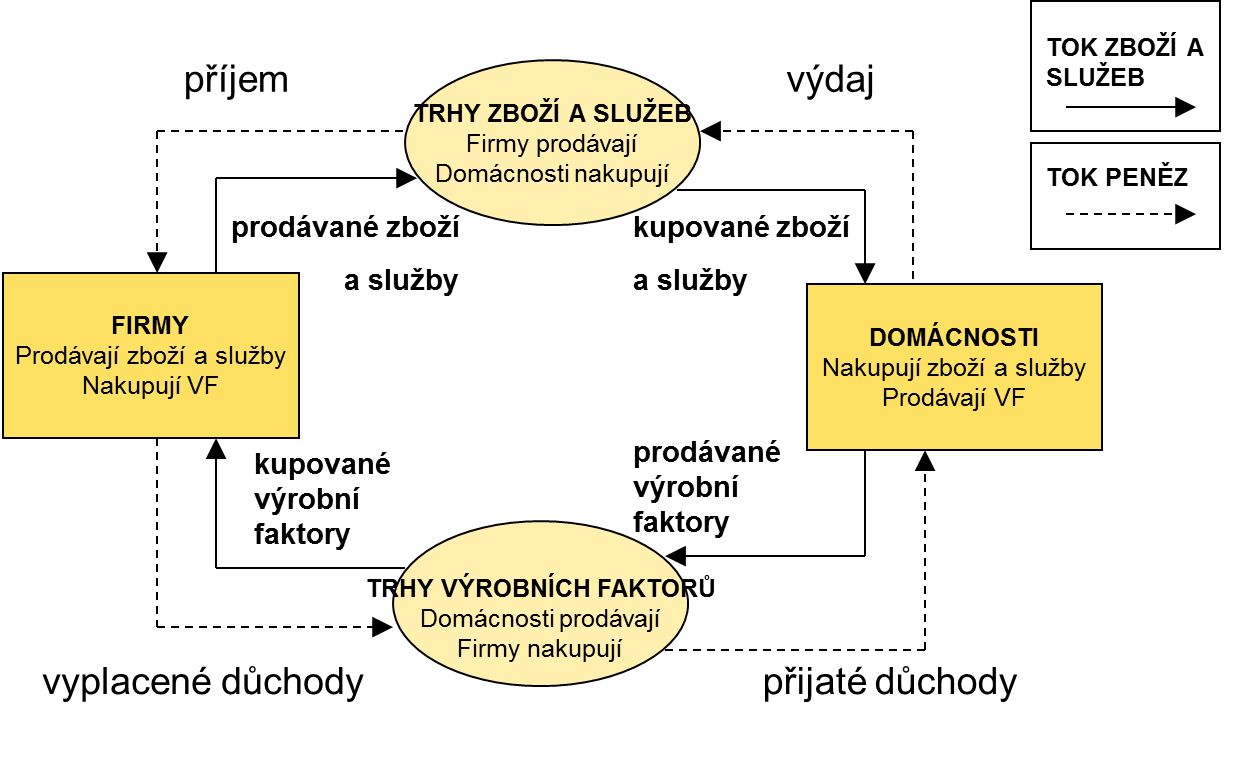 příjem
výdaj
TOK ZBOŽÍ A
SLUŽEB
TRHY ZBOŽÍ A SLUŽEB
Firmy prodávají
Domácnosti nakupují
TOK PENĚZ
prodávané zboží
a služby
kupované zboží
a služby
FIRMY
Prodávají zboží a služby
Nakupují VF
DOMÁCNOSTI
Nakupují zboží a služby
Prodávají VF
kupované
výrobní
faktory
prodávané
výrobní
faktory
TRHY VÝROBNÍCH FAKTORŮ
Domácnosti prodávají
Firmy nakupují
vyplacené důchody
přijaté důchody